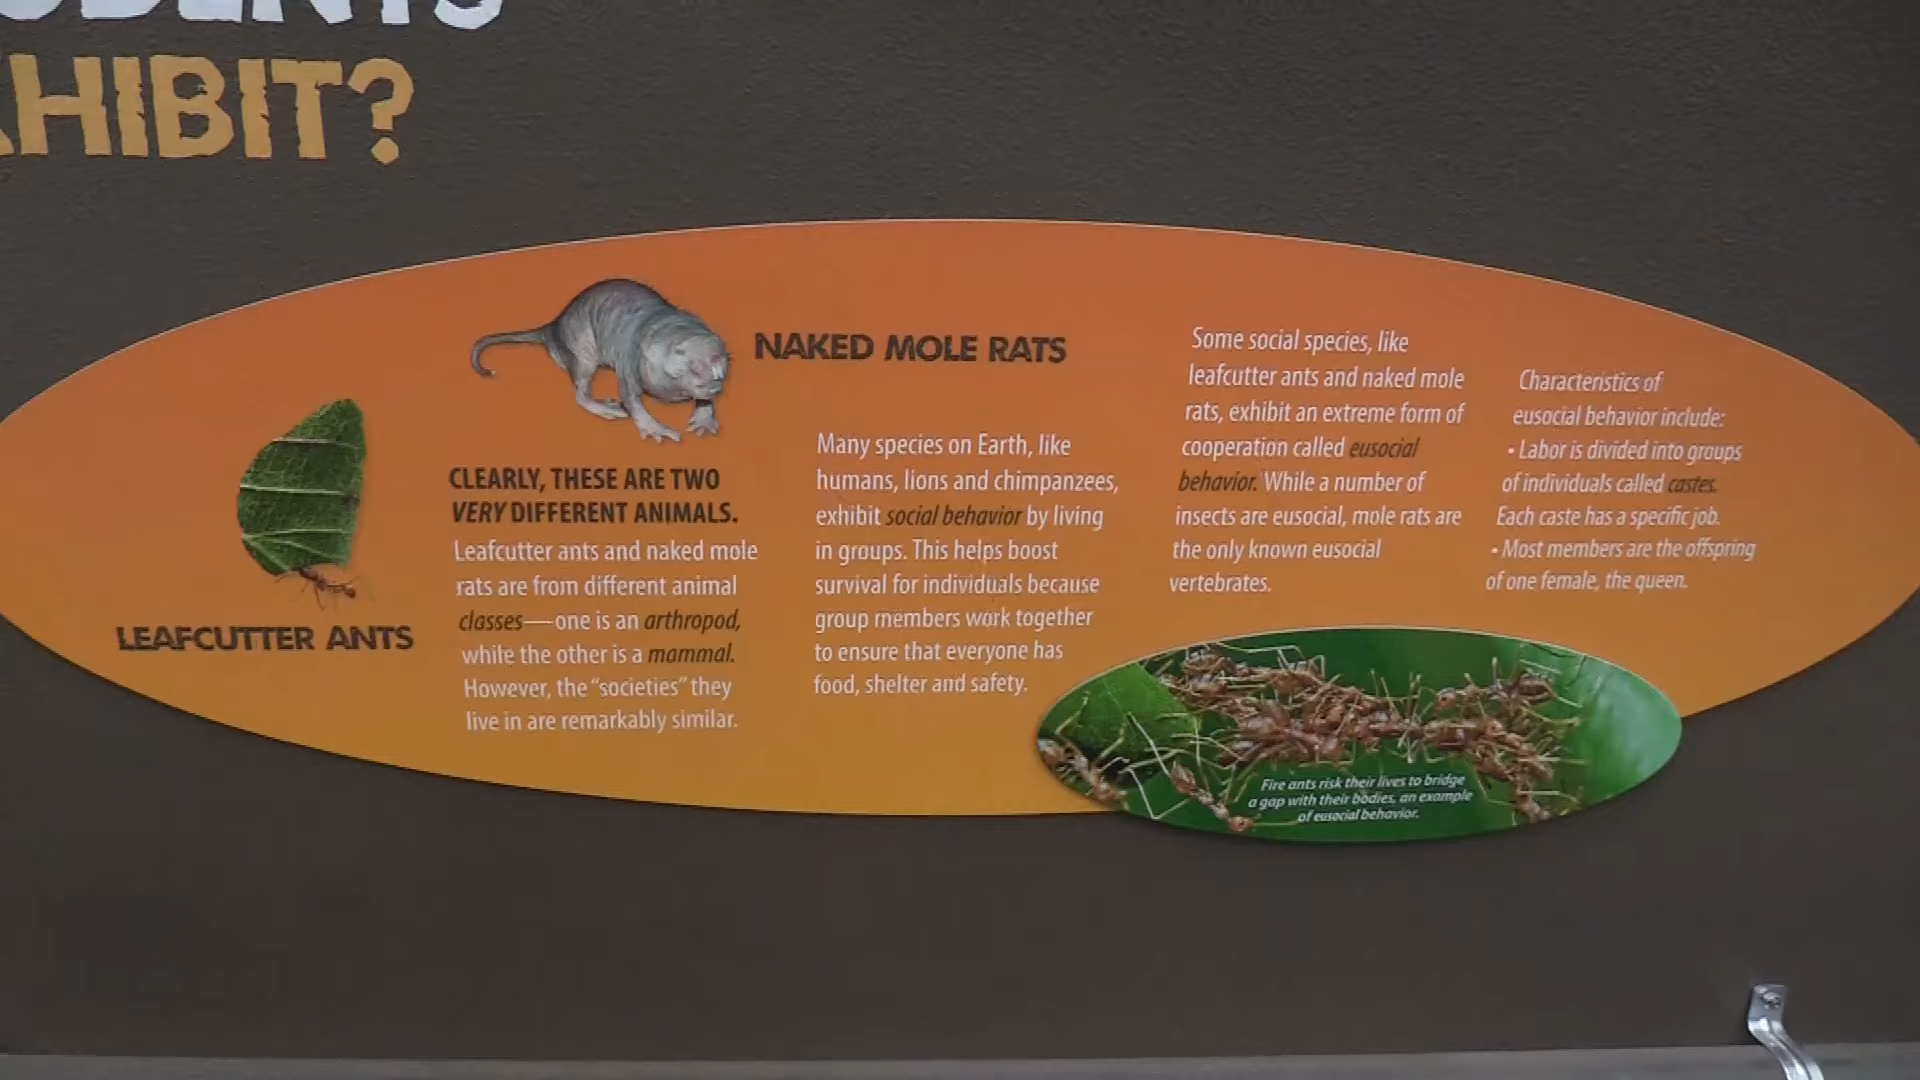 EXHIBIT?
LEAFCUTTER ANTS
NAKED MOLE RATS
CLEARLY, THESE ARE TWO
VERY DIFFERENT ANIMALS.
Leafcutter ants and naked mole
rats are from different animal
classes—one is an arthropod,
while the other is a mammal.
However, the “societies” they
live in are remarkably similar.
Many species on Earth, like
humans, lions and chimpanzees,
exhibit social behavior by living
in groups. This helps boost
survival for individuals because
group members work together
to ensure that everyone has
food, shelter and safety.
Some social species, like
leafcutter ants and naked mole
rats, exhibit an extreme form of
cooperation called eusocial
behavior. While a number of
insects are eusocial, mole rats are
the only known eusocial
vertebrates.
Characteristics of
eusocial behavior include:
• Labor is divided into groups
of individuals called castes.
Each caste has a specific job.
• Most members are the offspring
of one female, the queen.
Fire ants risk their lives to bridge
a gap with their bodies, an example
of eusocial behavior.